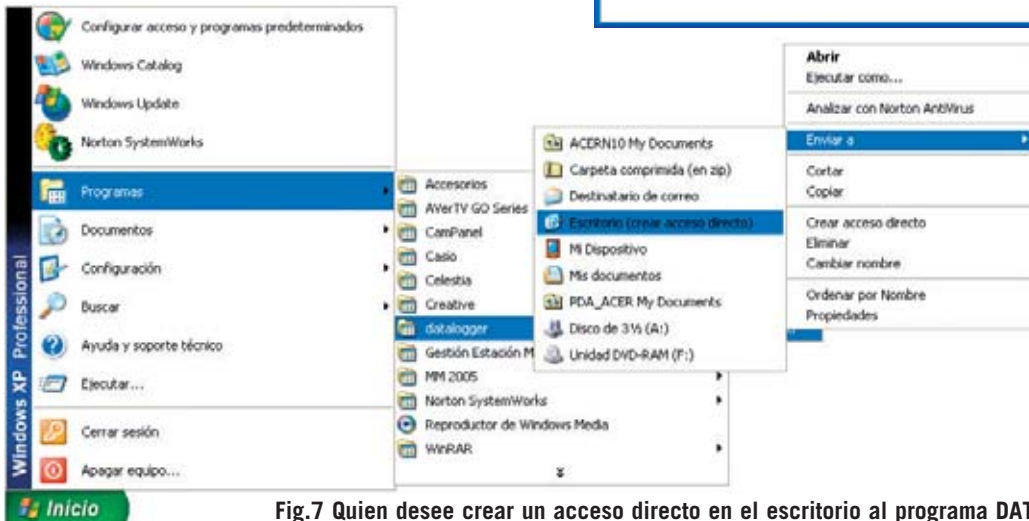 Configurar acceso y programas predeterminados
Windows Catalog
Windows Update
Norton SystemWorks
Programas
Documentos
Configuración
Buscar
Ayuda y soporte técnico
Ejecutar...
Cerrar sesión
Apagar equipo...
Windows XP Professional
Inicio
Accesorios
AVerTV GO Series
CamPanel
Casio
Celestia
Creative
datalogger
Gestión Estación M
MM 2005
Norton SystemWorks
Reproductor de Windows Media
WinRAR
ACERN10 My Documents
Carpeta comprimida (en zip)
Destinatario de correo
Escritorio (crear acceso directo)
Mi Dispositivo
Mis documentos
PDA_ACER My Documents
Disco de 3½ (A:)
Unidad DVD-RAM (F:)
Abrir
Ejecutar como...
Analizar con Norton AntiVirus
Enviar a
Cortar
Copiar
Crear acceso directo
Eliminar
Cambiar nombre
Ordenar por Nombre
Propiedades
Fig.7 Quien desee crear un acceso directo en el escritorio al programa DAT